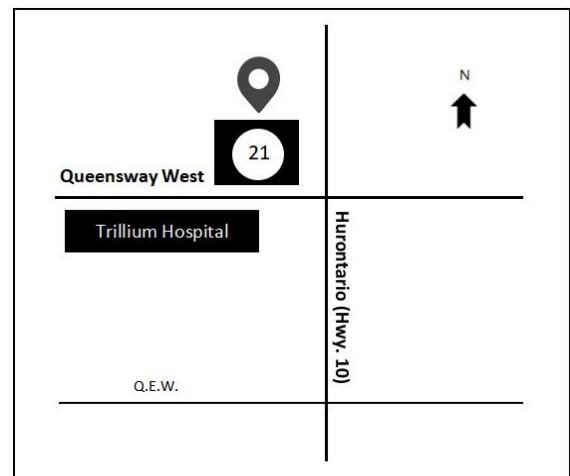 N
21
Queensway West
Trillium Hospital
Hurontario (Hwy. 10)
Q.E.W.